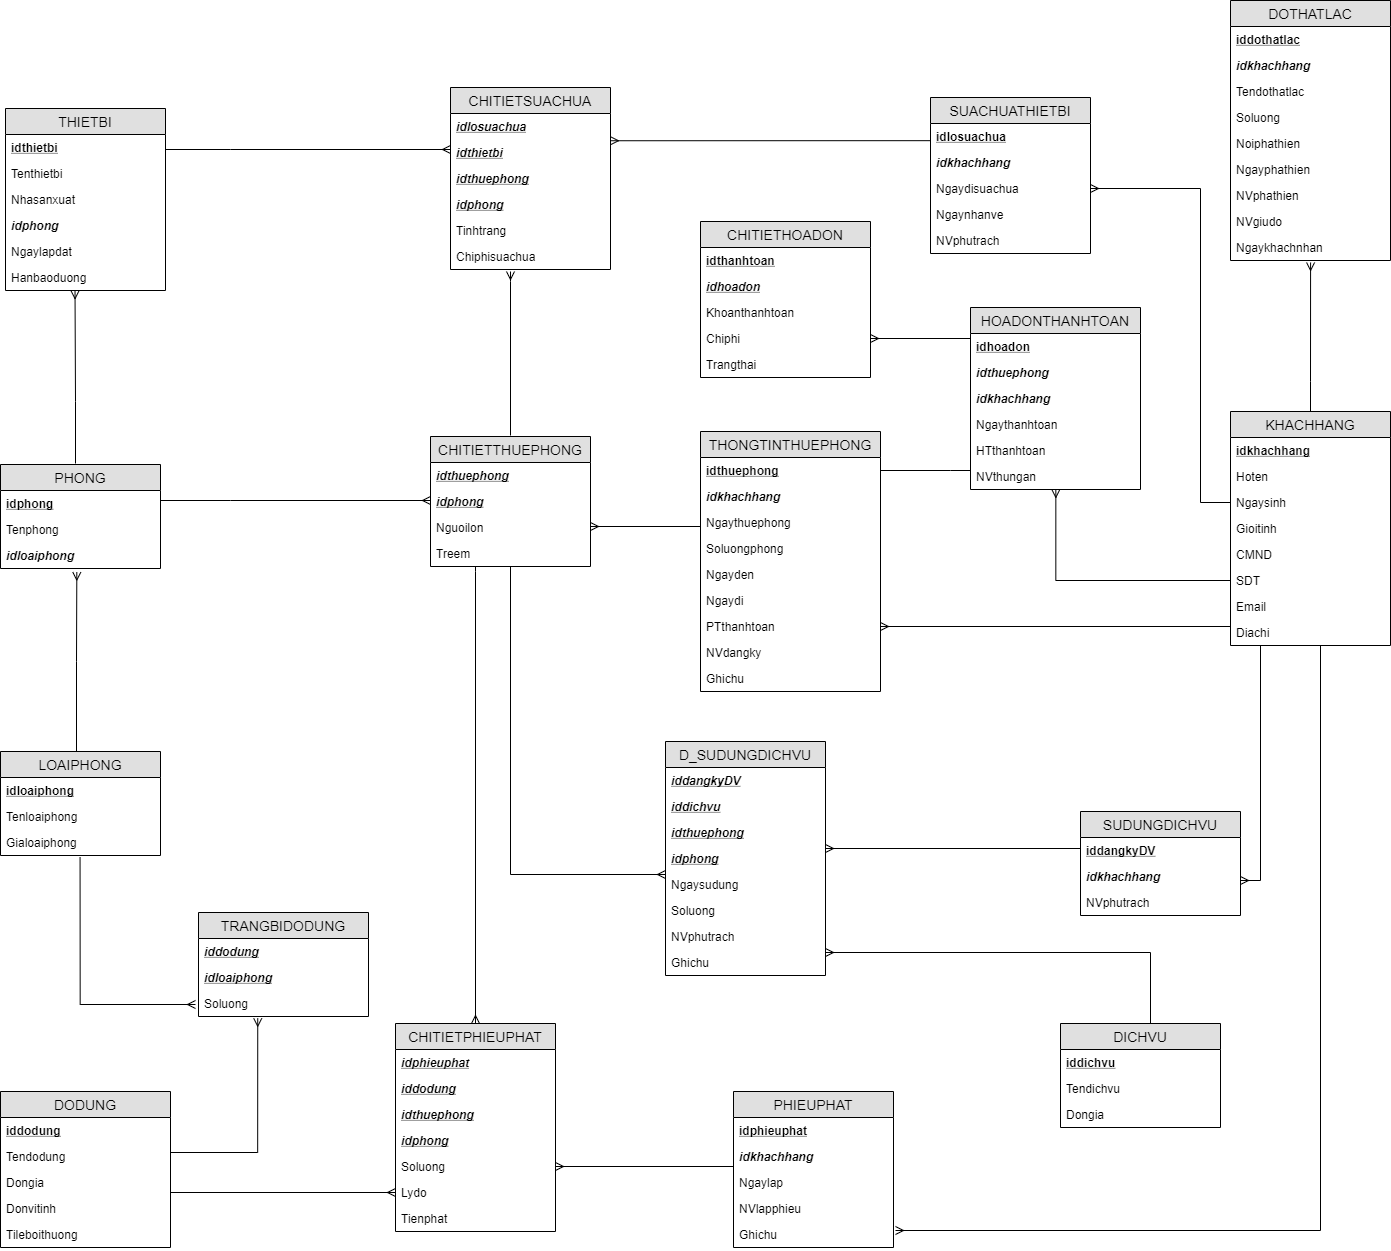 DOTHATLAC
iddothatlac
idkhachhang
Tendothatlac
Soluong
Noiphathien
Ngayphathien
NVphathien
NVgiudo
Ngaykhachnhan
CHITIETSUACHUA
idlosuachua
idthietbi
idthuephong
idphong
Tinhtrang
Chiphisuachua
SUACHUATHIETBI
idlosuachua
idkhachhang
Ngaydisuachua
Ngaynhanve
NVphutrach
THIETBI
idthietbi
Tenthietbi
Nhasanxuat
idphong
Ngaylapdat
Hanbaoduong
CHITIETHOADON
idthanhtoan
idhoadon
Khoanthanhtoan
Chiphi
Trangthai
HOADONTHANHTOAN
idhoadon
idthuephong
idkhachhang
Ngaythanhtoan
HTthanhtoan
NVthungan
KHACHHANG
idkhachhang
Hoten
Ngaysinh
Gioitinh
CMND
SDT
Email
Diachi
THONGTINTHUEPHONG
idthuephong
idkhachhang
Ngaythuephong
Soluongphong
Ngayden
Ngaydi
PTthanhtoan
NVdangky
Ghichu
CHITIETTHUEPHONG
idthuephong
idphong
Nguoilon
Treem
PHONG
idphong
Tenphong
idloaiphong
LOAIPHONG
idloaiphong
Tenloaiphong
Gialoaiphong
D_SUDUNGDICHVU
iddangkyDV
iddichvu
idthuephong
idphong
Ngaysudung
Soluong
NVphutrach
Ghichu
SUDUNGDICHVU
iddangkyDV
idkhachhang
NVphutrach
TRANGBIDODUNG
iddodung
idloaiphong
Soluong
CHITIETPHIEUPHAT
idphieuphat
iddodung
idthuephong
idphong
Soluong
Lydo
Tienphat
DICHVU
iddichvu
Tendichvu
Dongia
DODUNG
iddodung
Tendodung
Dongia
Donvitinh
Tileboithuong
PHIEUPHAT
idphieuphat
idkhachhang
Ngaylap
NVlapphieu
Ghichu